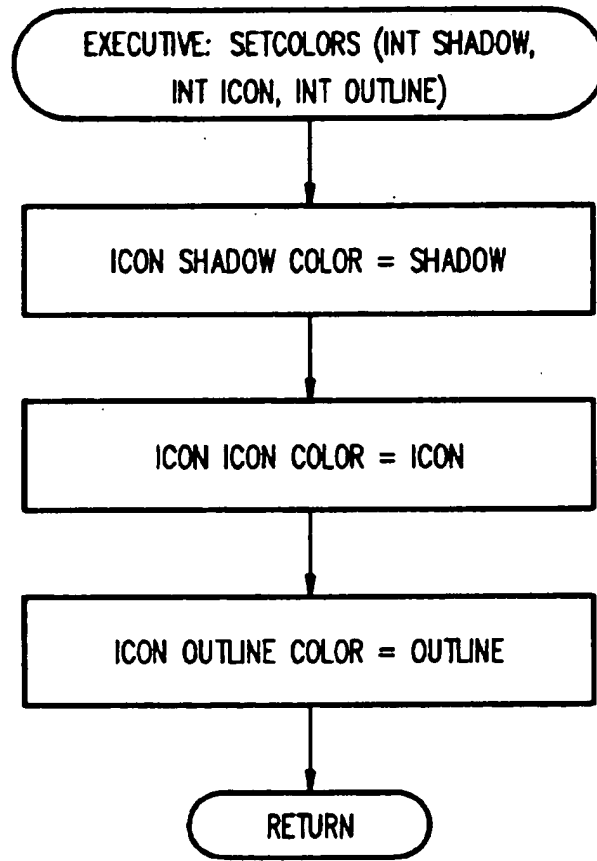 EXECUTIVE: SETCOLORS (INT SHADOW,
INT ICON, INT OUTLINE)
ICON SHADOW COLOR = SHADOW
ICON ICON COLOR = ICON
ICON OUTLINE COLOR = OUTLINE
RETURN